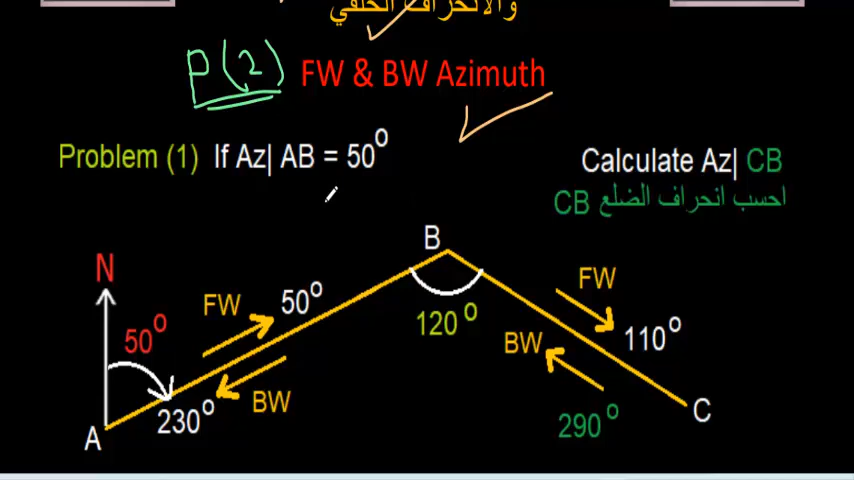 والانحراف الخلفي
P(2) FW & BW Azimuth
Problem (1) If Az| AB = 50° Calculate Az| CB
احسب انحراف الضلع CB
B
N
FW 50° FW
50° 120° BW 110°
BW
230° 290° C
A